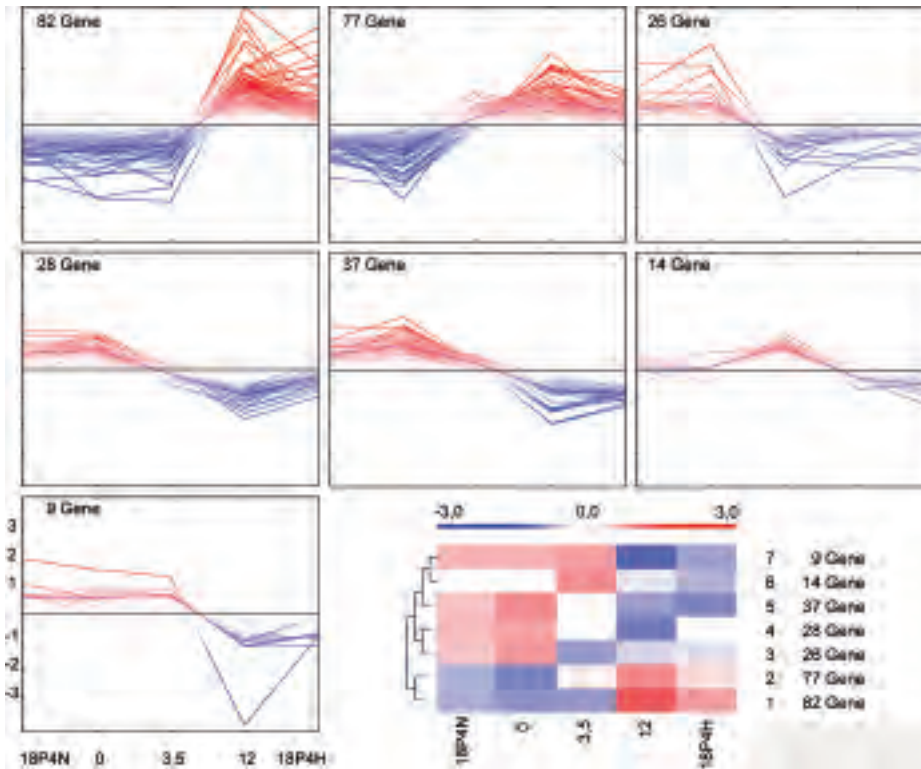 82 Gene
77 Gene
26 Gene
28 Gene
37 Gene
14 Gene
9 Gene
3
2
1
-1
-2
-3
18P4N 0 3.5 12 18P4H
-3,0 0,0 3,0
7 9 Gene
6 14 Gene
5 37 Gene
4 28 Gene
3 26 Gene
2 77 Gene
1 82 Gene
18P4N 0 3.5 12 18P4H